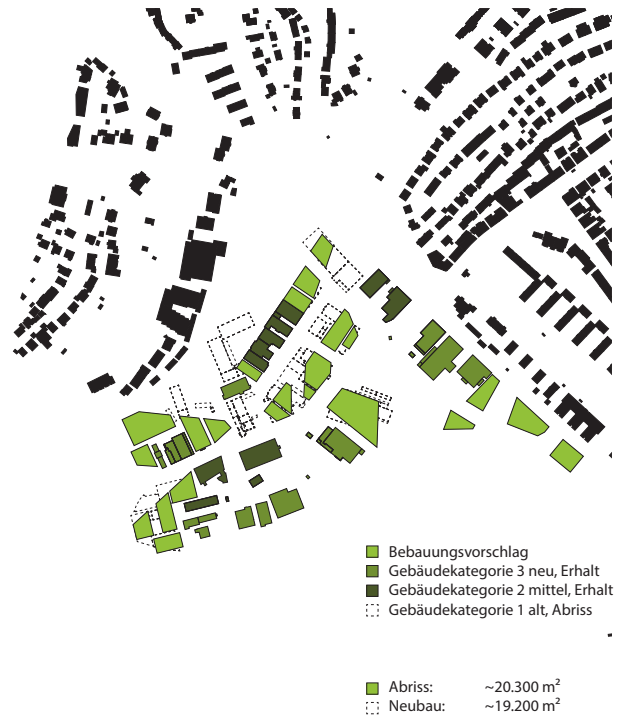 Bebauungsvorschlag
Gebäudekategorie 3 neu, Erhalt
Gebäudekategorie 2 mittel, Erhalt
Gebäudekategorie 1 alt, Abriss
Abriss: ~20.300 m²
Neubau: ~19.200 m²